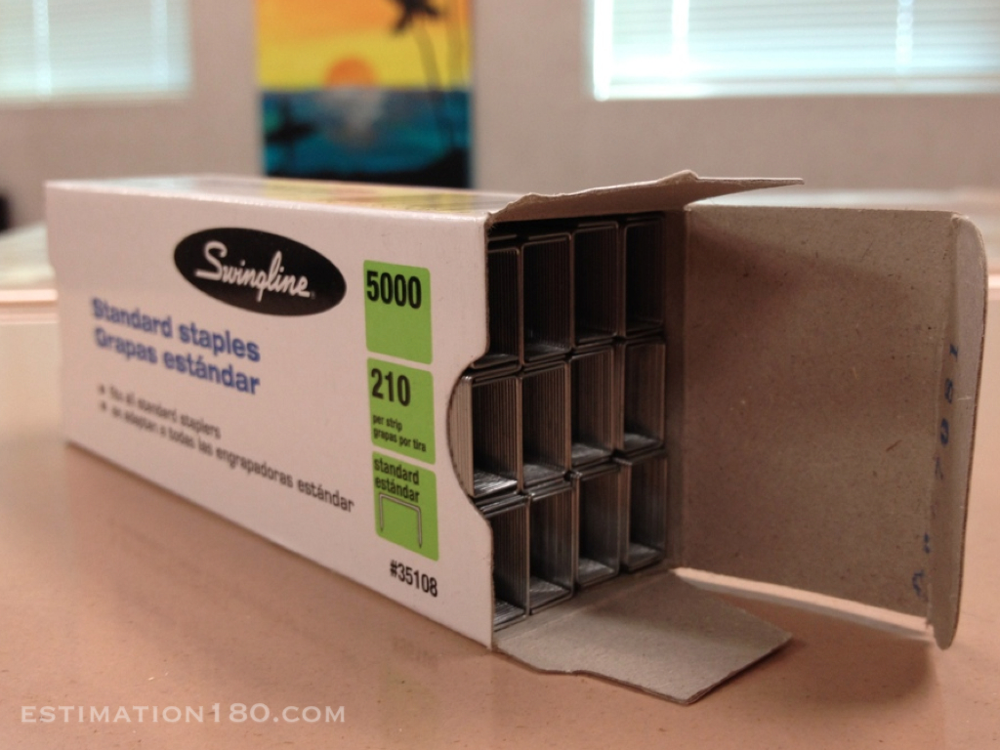 Swingline
Standard staples
Grapas estándar
fits all standard staplers
se adaptan a todas las engrapadoras estándar
5000
210
per strip
grapas por tira
standard
estándar
#35108
ESTIMATION180.COM